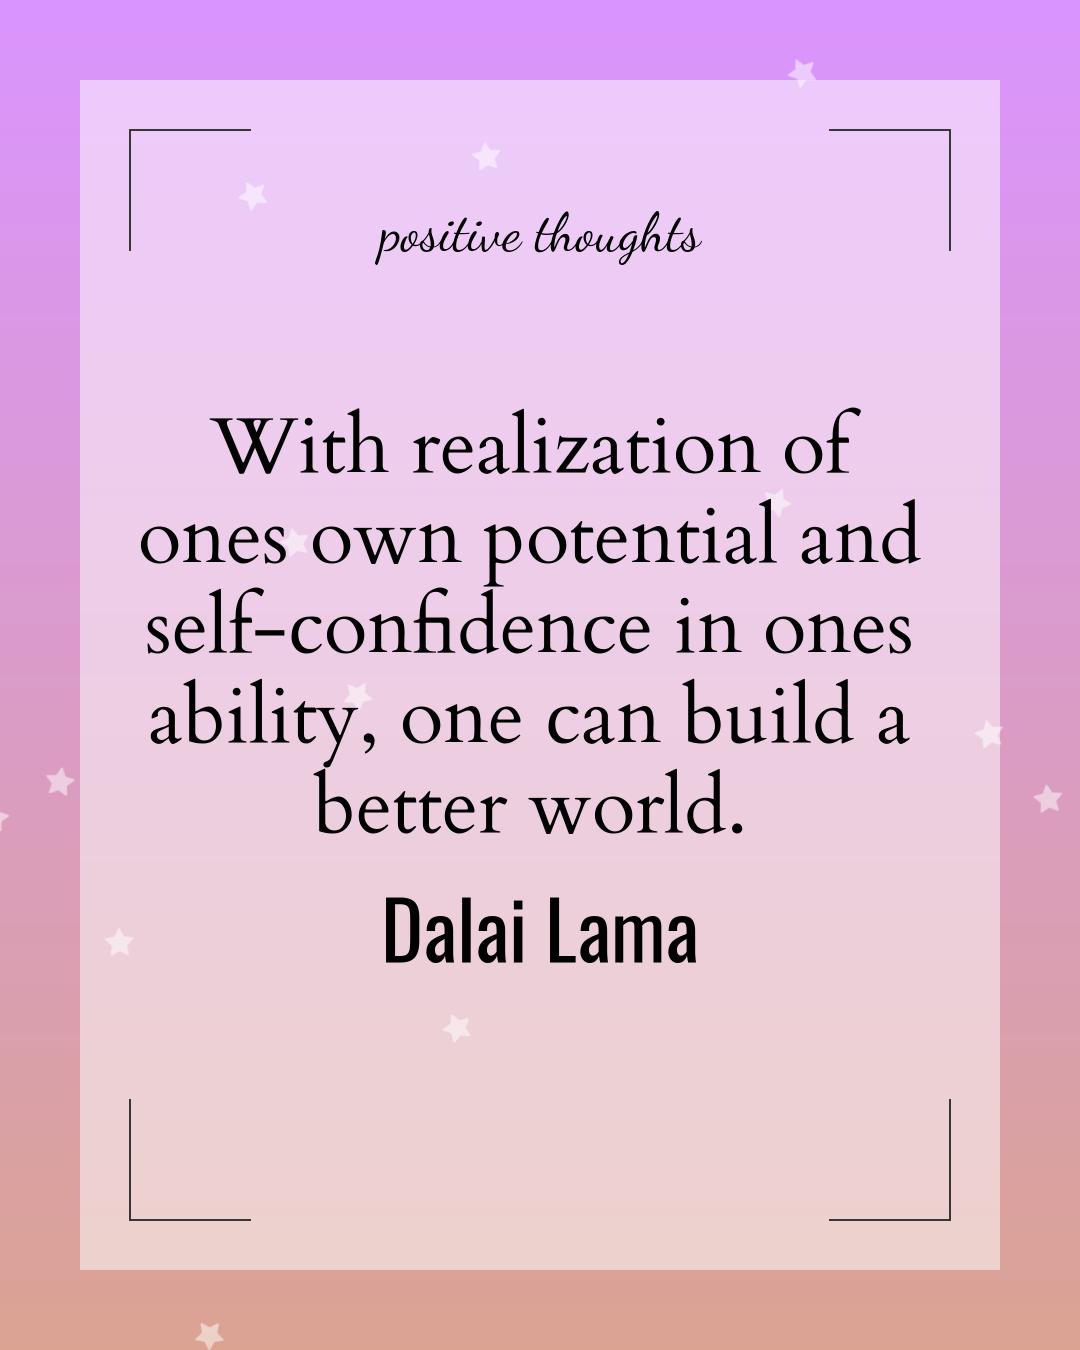 positive thoughts
With realization of
ones own potential and
self-confidence in ones
ability, one can build a
better world.
Dalai Lama